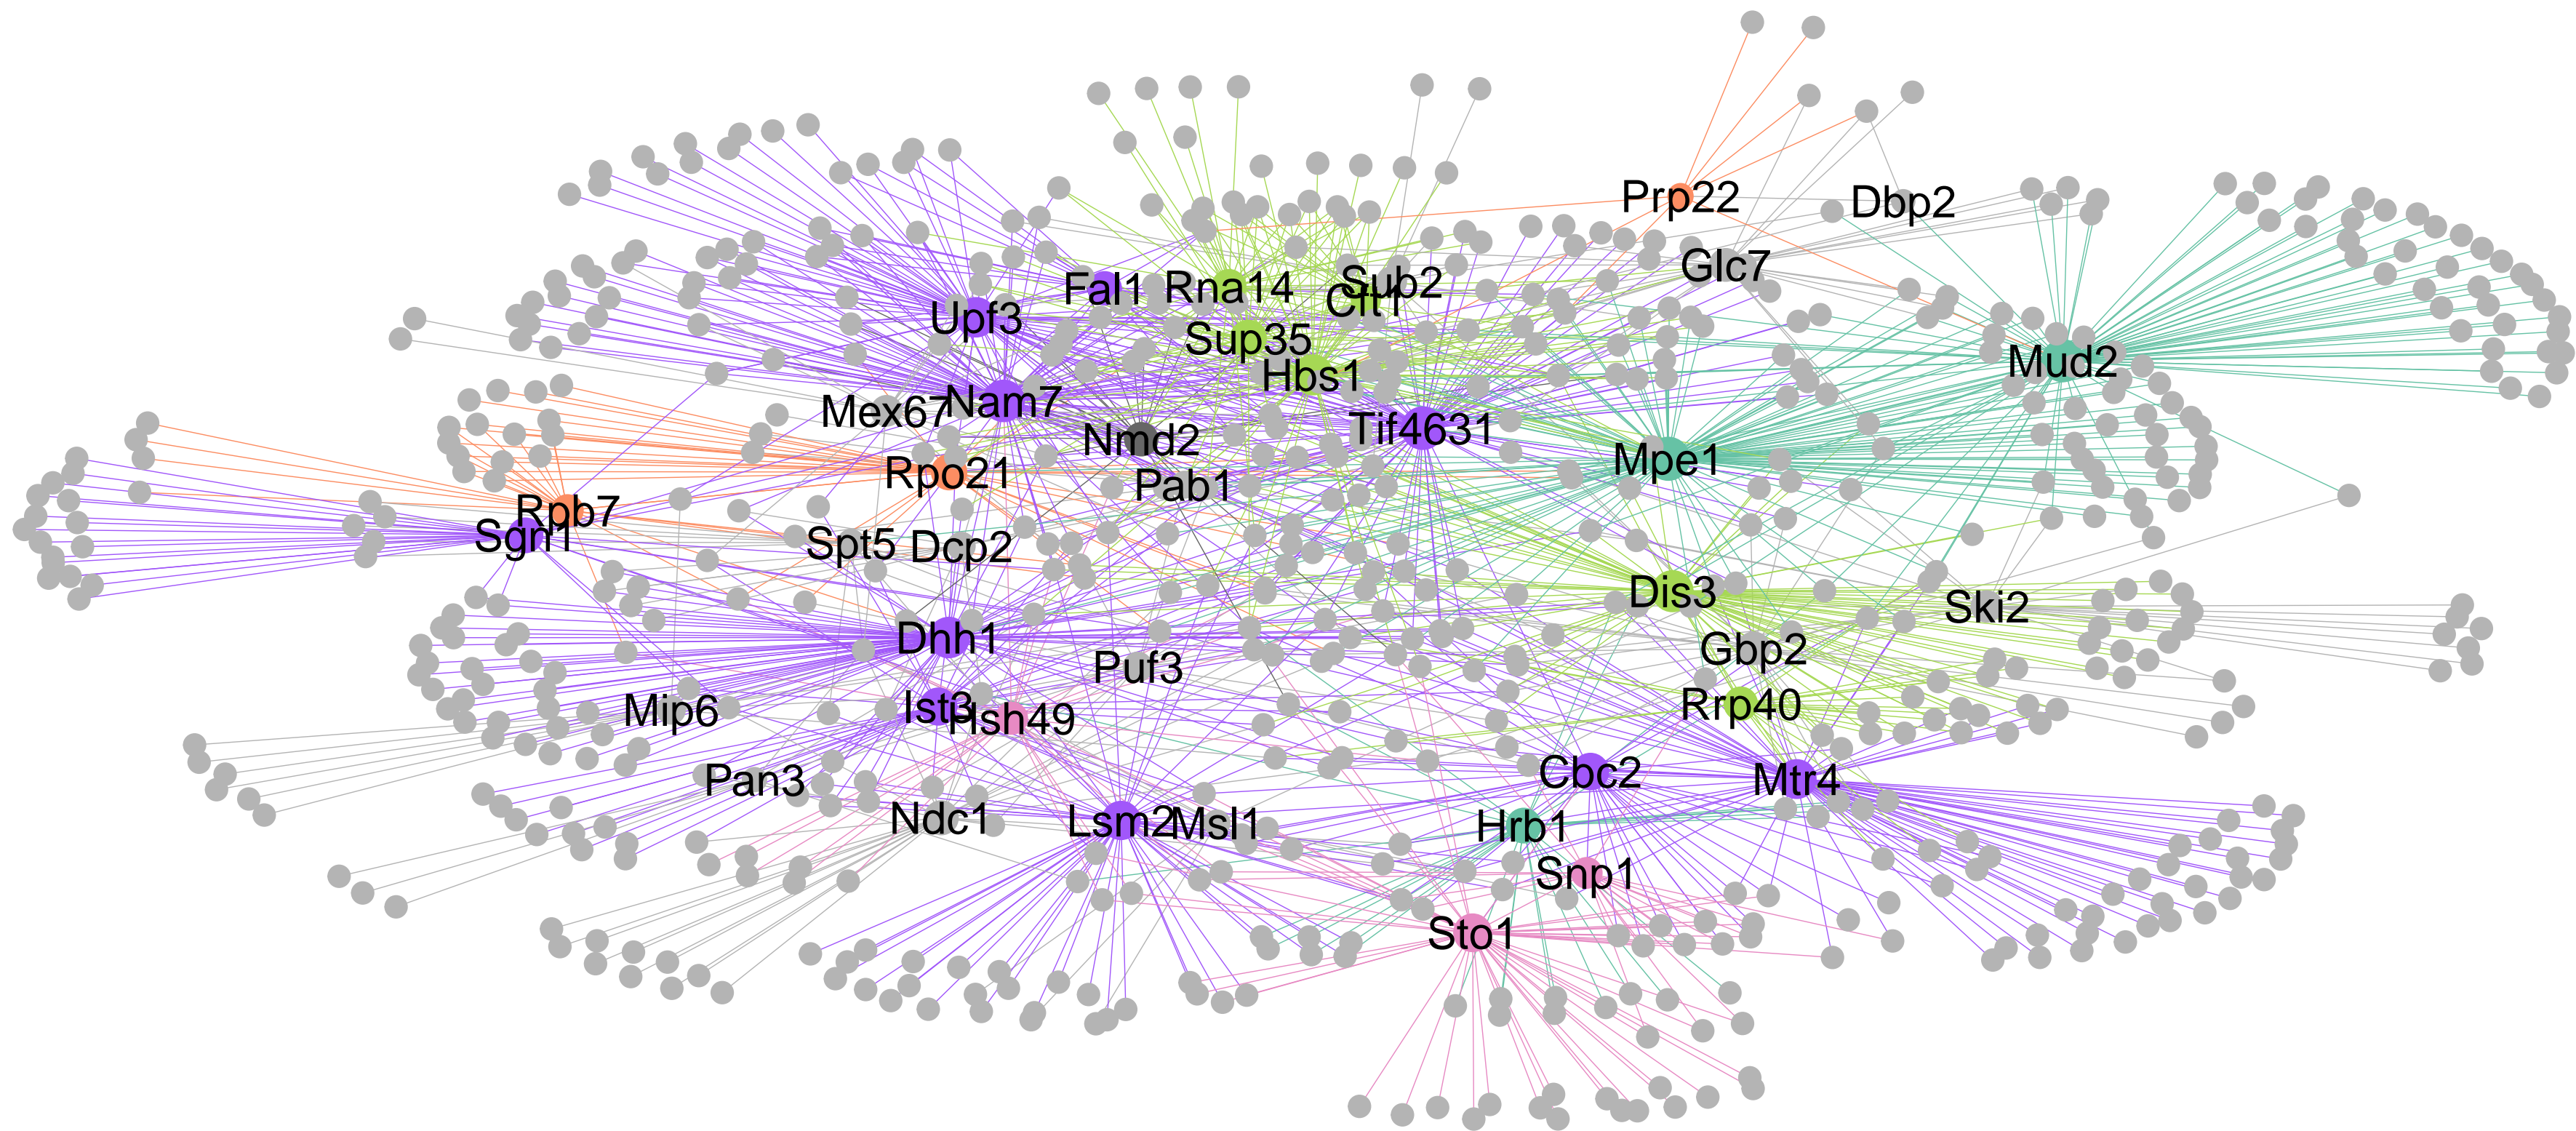 Prp22
Dbp2
Glc7
Fal1
Rna14
Sub2
Cft1
Upf3
Sup35
Mud2
Hbs1
Mex67
Nam7
Tif4631
Nmd2
Mpe1
Rpo21
Pab1
Rpb7
Sgn1
Spt5
Dcp2
Dis3
Ski2
Dhh1
Gbp2
Puf3
Mip6
Ist3
Hsh49
Rrp40
Pan3
Cbc2
Mtr4
Ndc1
Lsm2
Msl1
Hrb1
Snp1
Sto1